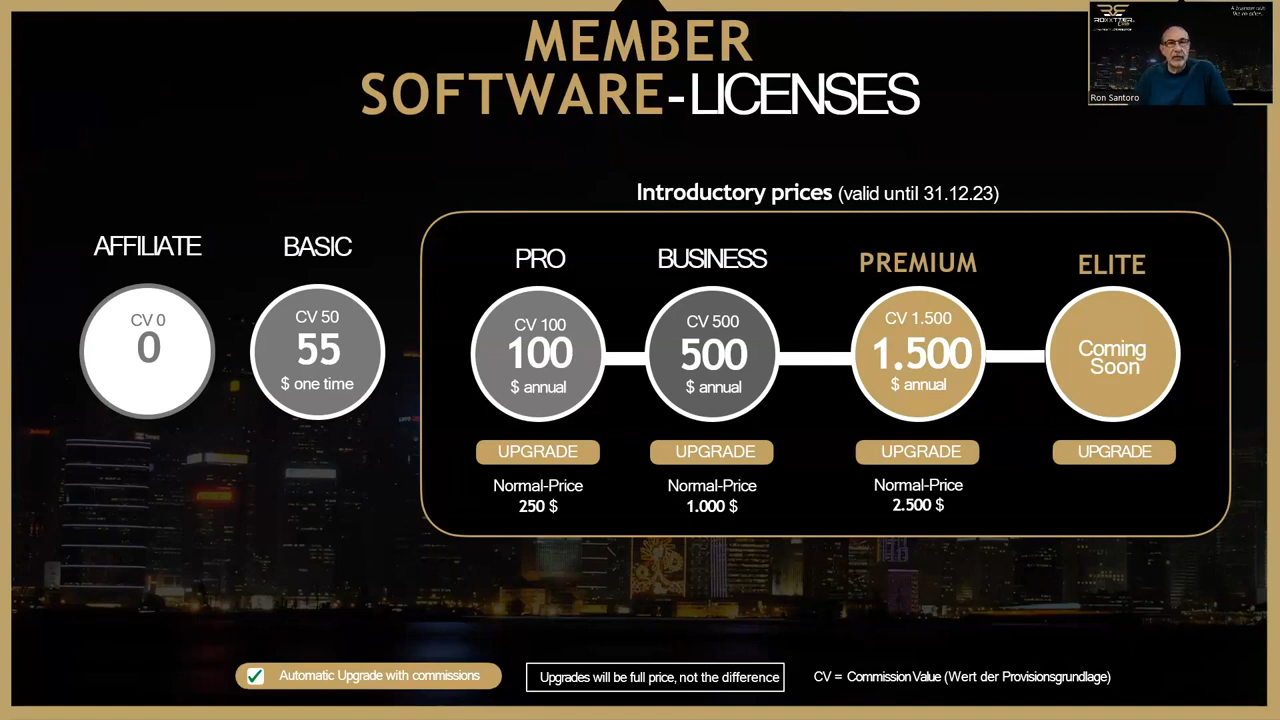 MEMBER
SOFTWARE-LICENSES
ROXXTTER
Ron Santoro
Introductory prices (valid until 31.12.23)
AFFILIATE
CV 0
0
BASIC
CV 50
55
$ one time
PRO
CV 100
100
$ annual
UPGRADE
Normal-Price
250 $
BUSINESS
CV 500
500
$ annual
UPGRADE
Normal-Price
1.000 $
PREMIUM
CV 1.500
1.500
$ annual
UPGRADE
Normal-Price
2.500 $
ELITE
Coming
Soon
UPGRADE
Automatic Upgrade with commissions
Upgrades will be full price, not the difference
CV = Commission Value (Wert der Provisionsgrundlage)